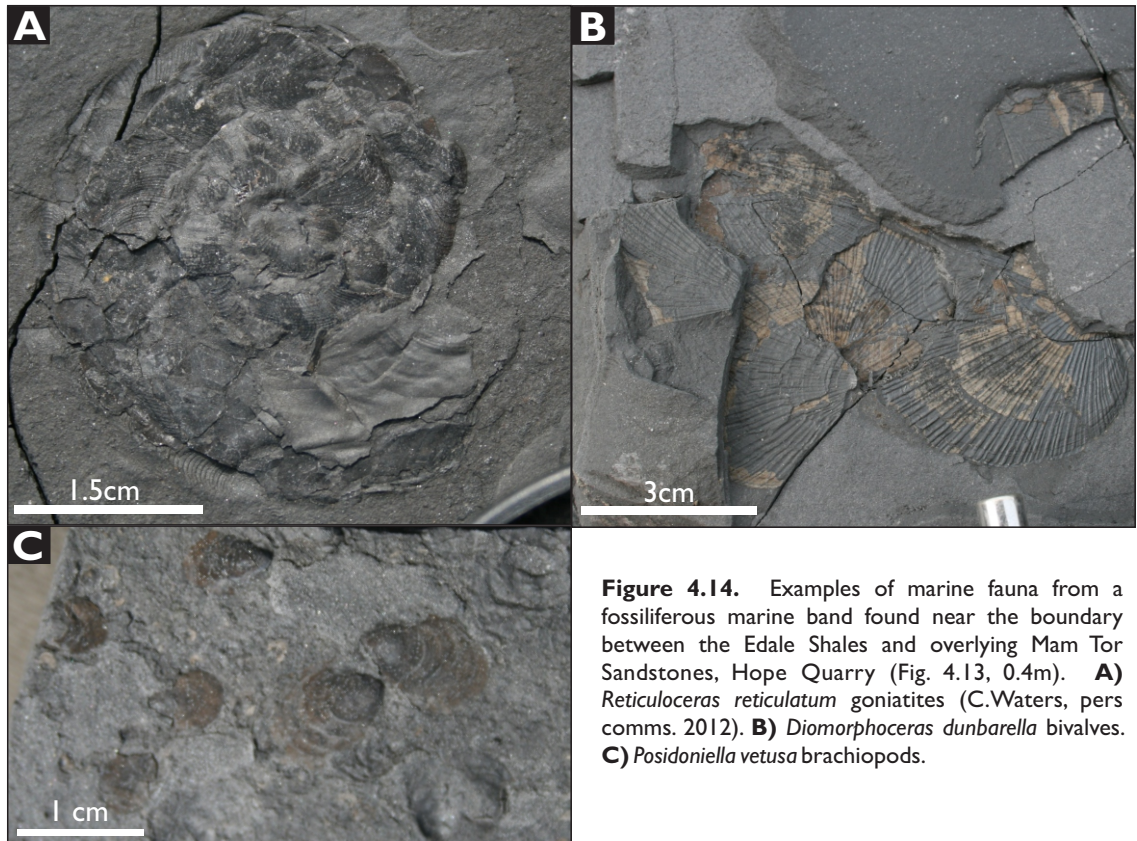 A
B
1.5cm
3cm
C
1 cm
Figure 4.14. Examples of marine fauna from a
fossiliferous marine band found near the boundary
between the Edale Shales and overlying Mam Tor
Sandstones, Hope Quarry (Fig. 4.13, 0.4m). A)
Reticuloceras reticulatum goniatites (C.Waters, pers
comms. 2012). B) Diomorphoceras dunbarella bivalves.
C) Posidoniella vetusa brachiopods.